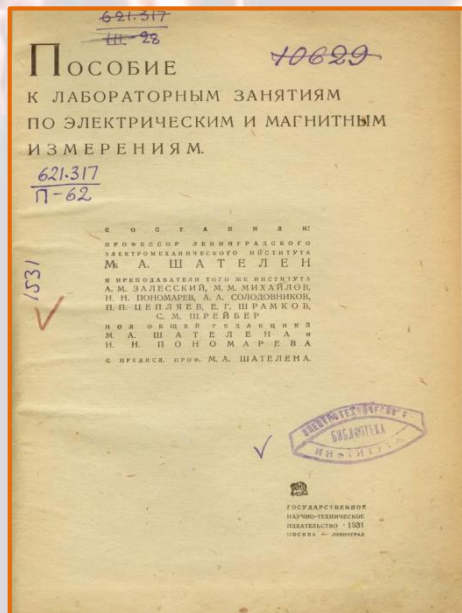 621.317
Ш-28
10629
ПОСОБИЕ
К ЛАБОРАТОРНЫМ ЗАНЯТИЯМ
ПО ЭЛЕКТРИЧЕСКИМ И МАГНИТНЫМ
ИЗМЕРЕНИЯМ.
621.317
П-62
1531
СОСТАВИЛИ:
ПРОФЕССОР ЛЕНИНГРАДСКОГО
ЭЛЕКТРОМЕХАНИЧЕСКОГО ИНСТИТУТА
М. А. ШАТЕЛЕН
И ПРЕПОДАВАТЕЛИ ТОГО ЖЕ ИНСТИТУТА
А. М. ЗАЛЕССКИЙ, М. М. МИХАЙЛОВ,
Н. Н. ПОНОМАРЕВ, А. А. СОЛОДОВНИКОВ,
П. П. ЦЕПЛЯЕВ, Е. Г. ШРАМКОВ,
С. М. ШРЕЙБЕР
ПОД ОБЩЕЙ РЕДАКЦИЕЙ
М. А. ШАТЕЛЕНА И
Н. Н. ПОНОМАРЕВА
С ПРЕДИСЛ. ПРОФ. М. А. ШАТЕЛЕНА.
БИБЛИОТЕКА
ИНСТИТУТА
ГОСУДАРСТВЕННОЕ
НАУЧНО-ТЕХНИЧЕСКОЕ
ИЗДАТЕЛЬСТВО • 1931
МОСКВА — ЛЕНИНГРАД